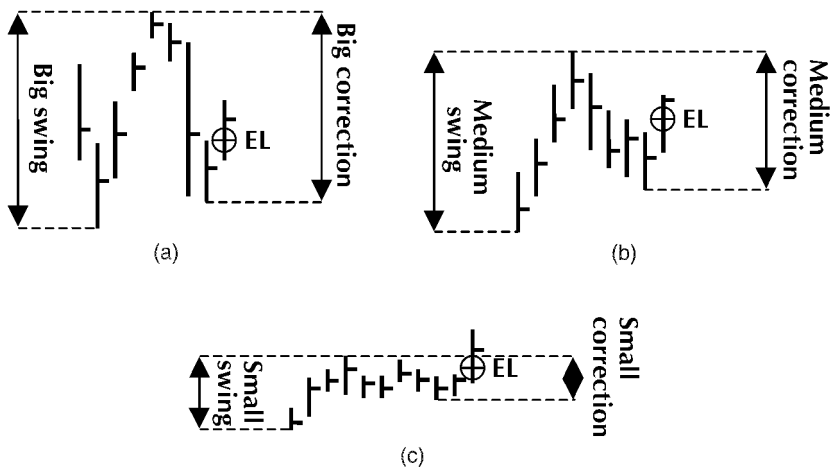 Big swing
EL
Big correction
(a)
Medium
swing
EL
Medium
correction
(b)
Small
swing
EL
Small
correction
(c)